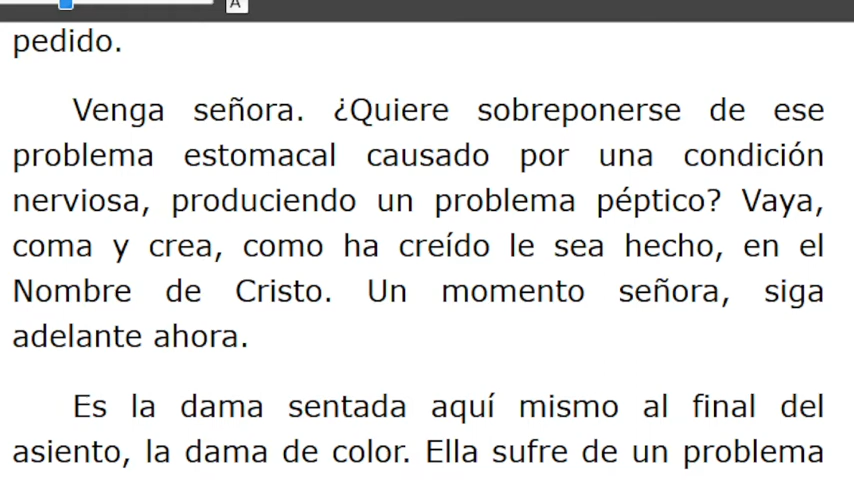 A
pedido.
Venga señora. ¿Quiere sobreponerse de ese
problema estomacal causado por una condición
nerviosa, produciendo un problema péptico? Vaya,
coma y crea, como ha creído le sea hecho, en el
Nombre de Cristo. Un momento señora, siga
adelante ahora.
Es la dama sentada aquí mismo al final del
asiento, la dama de color. Ella sufre de un problema